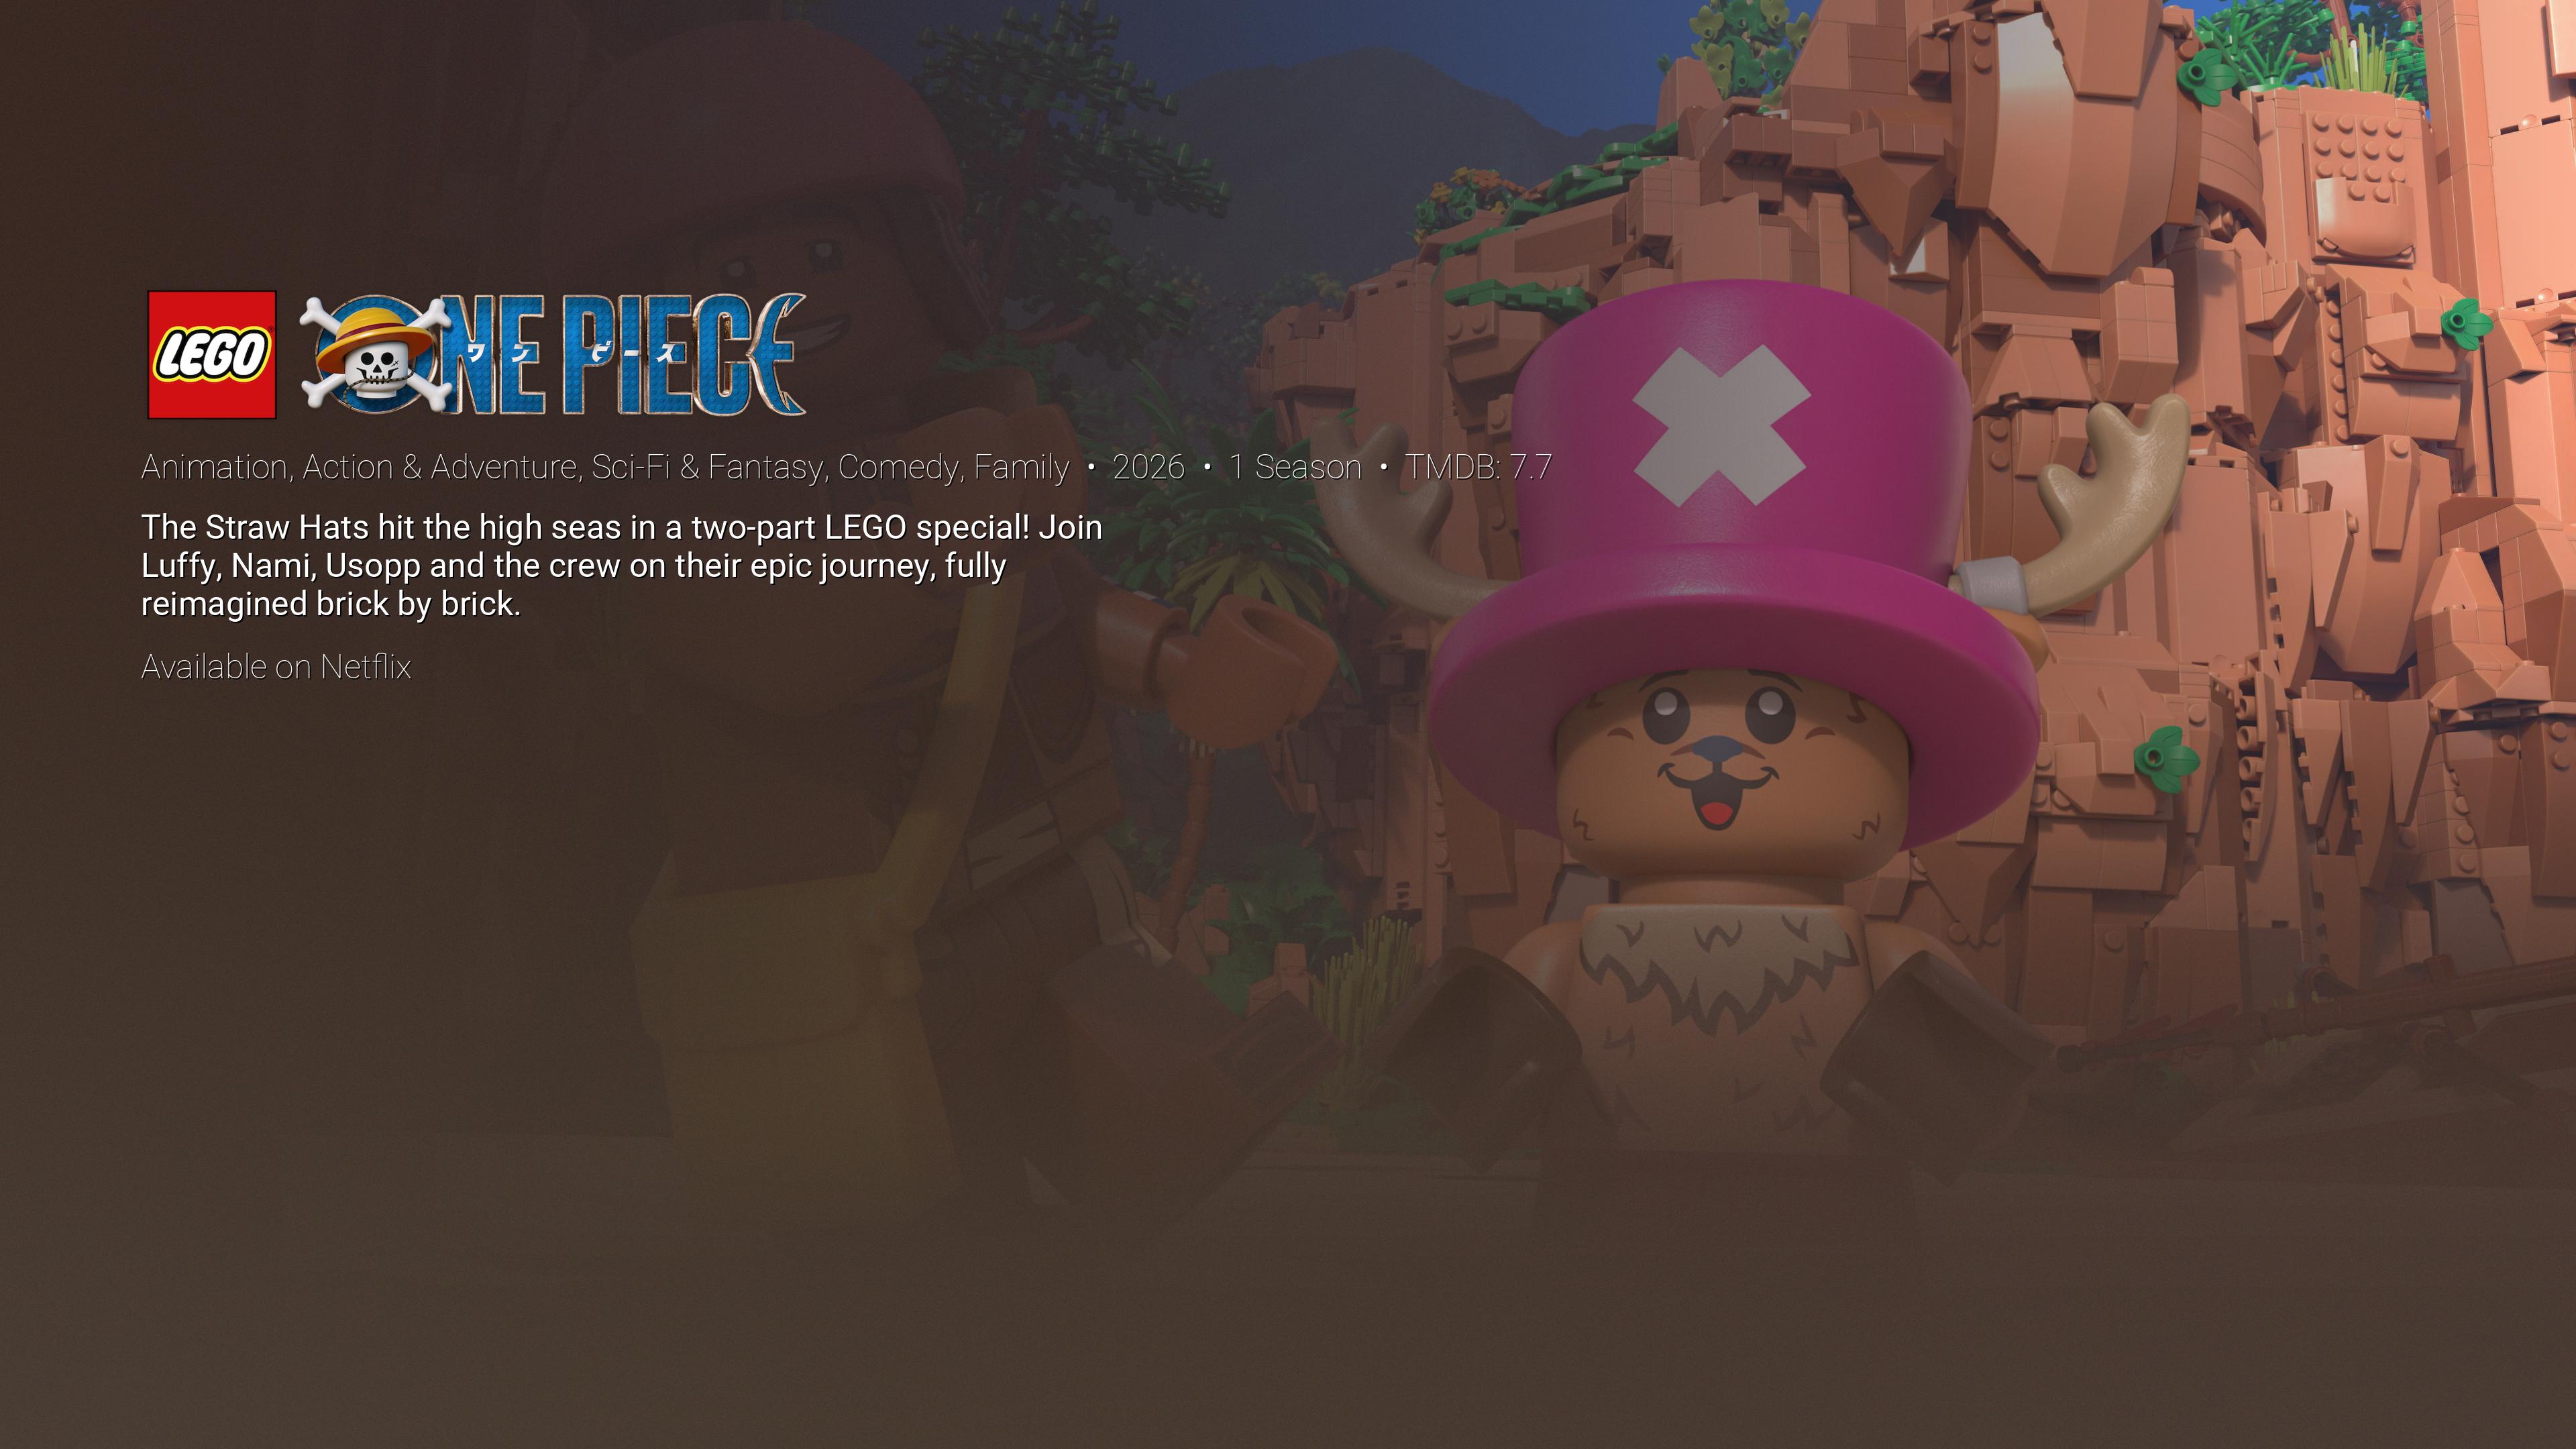 LEGO ONE PIECE
ワンピース
Animation, Action & Adventure, Sci-Fi & Fantasy, Comedy, Family • 2026 • 1 Season • TMDB: 7.7
The Straw Hats hit the high seas in a two-part LEGO special! Join
Luffy, Nami, Usopp and the crew on their epic journey, fully
reimagined brick by brick.
Available on Netflix